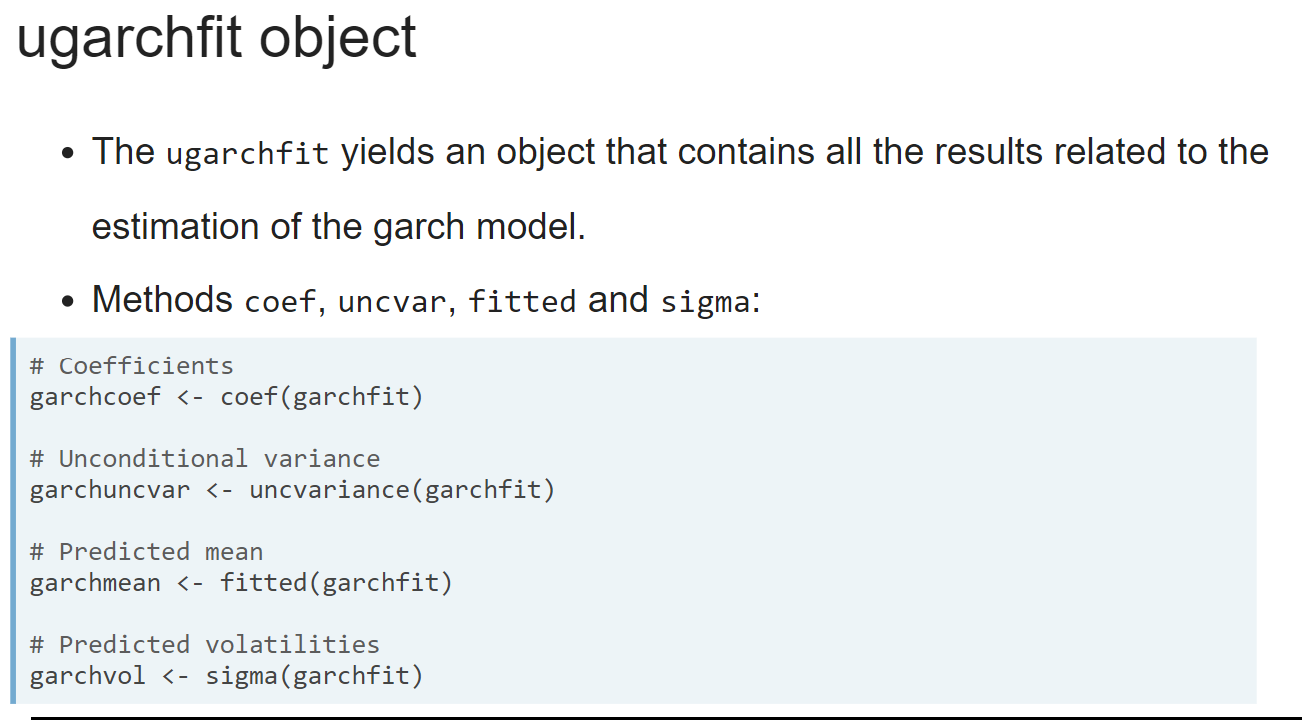 ugarchfit object
• The ugarchfit yields an object that contains all the results related to the
estimation of the garch model.
• Methods coef, uncvar, fitted and sigma:
# Coefficients
garchcoef <- coef(garchfit)
# Unconditional variance
garchuncvar <- uncvariance(garchfit)
# Predicted mean
garchmean <- fitted(garchfit)
# Predicted volatilities
garchvol <- sigma(garchfit)